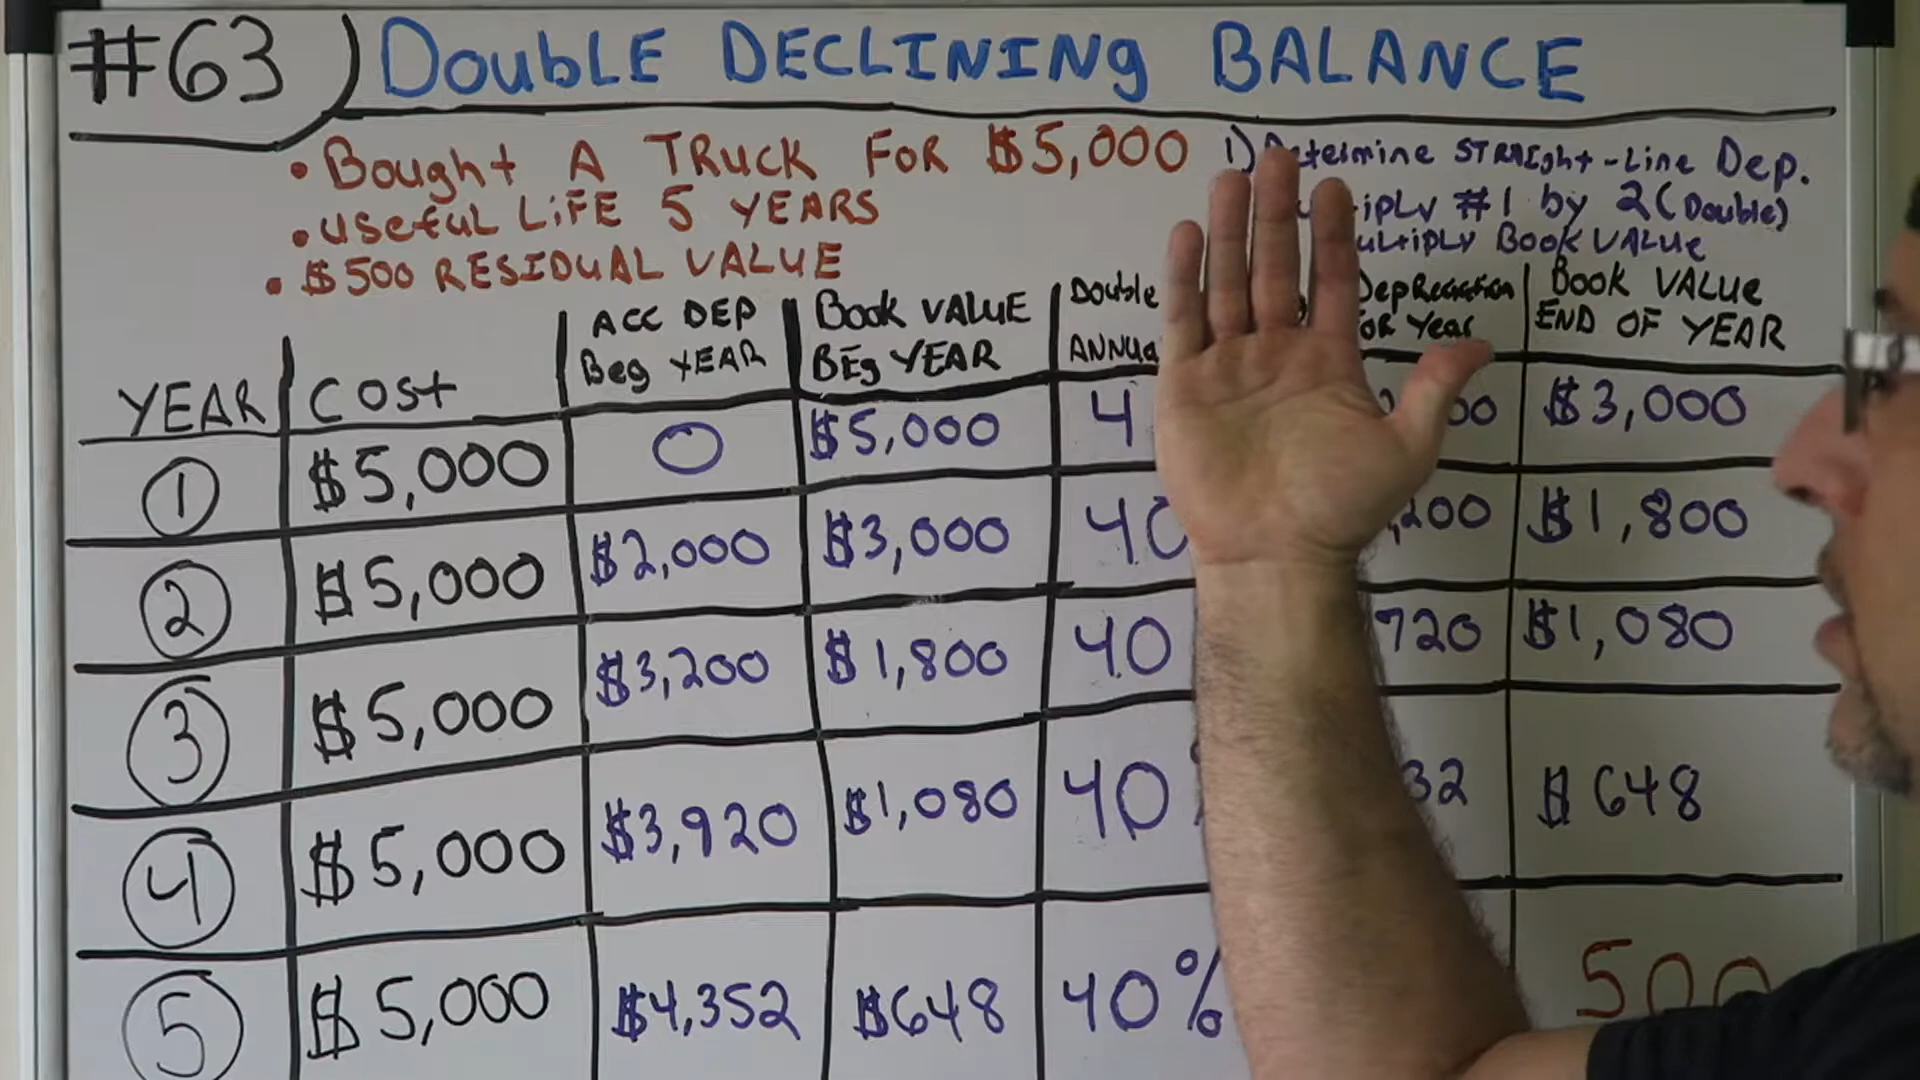 #63) DOUbLE DECLINING BALANCE
• Bought A TRUCK FOR $5,000
• USEfuL LiFE 5 YEARS
• $500 RESIDUAL VALUE
1) Determine STRAIght-Line Dep.
#1 by 2 (Double)
Book VALUE
YEAR COSt ACC DEP Beg YEAR Book VALUE BEg YEAR Double Depreciation FOR Year BOOK VALUE END OF YEAR
1 $5,000 0 $5,000 $3,000
2 $5,000 $2,000 $3,000 40 $1,800
3 $5,000 $3,200 $1,800 40 720 $1,080
4 $5,000 $3,920 $1,080 40 $648
5 $5,000 $4,352 $648 40% 500